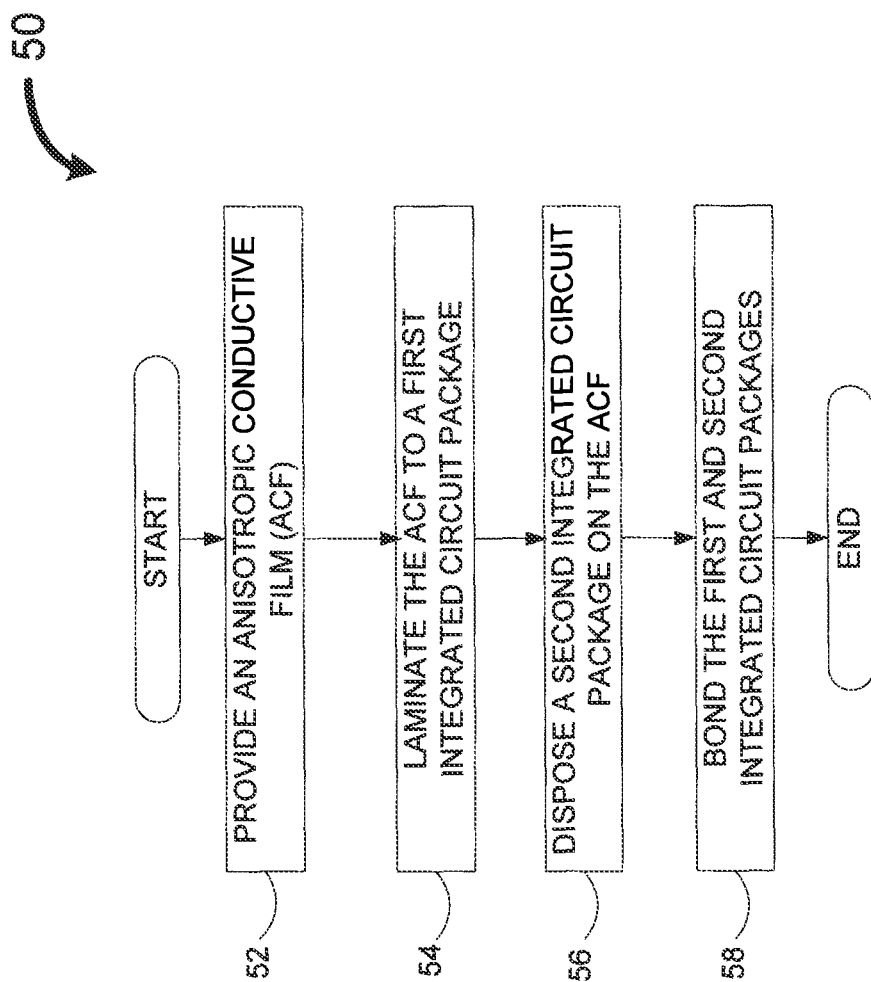 50
START
52
PROVIDE AN ANISOTROPIC CONDUCTIVE
FILM (ACF)
54
LAMINATE THE ACF TO A FIRST
INTEGRATED CIRCUIT PACKAGE
56
DISPOSE A SECOND INTEGRATED CIRCUIT
PACKAGE ON THE ACF
58
BOND THE FIRST AND SECOND
INTEGRATED CIRCUIT PACKAGES
END